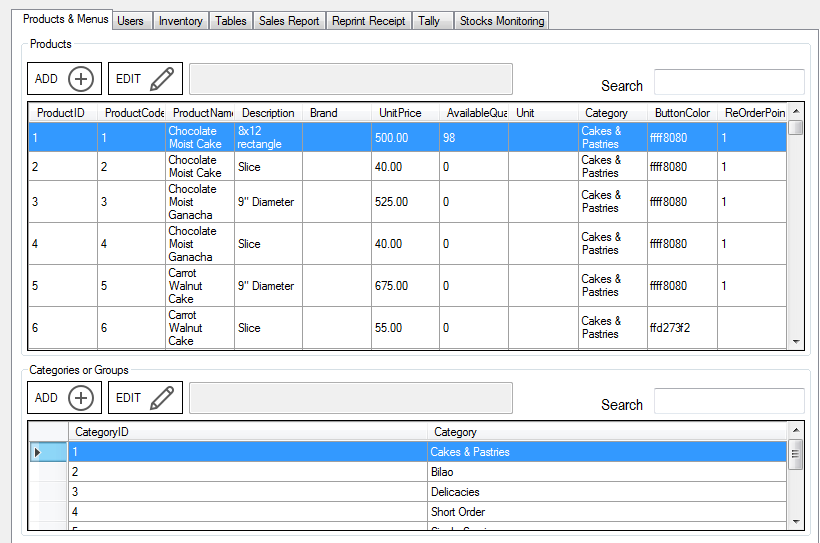 Products & Menus Users Inventory Tables Sales Report Reprint Receipt Tally Stocks Monitoring
Products
ADD EDIT Search
ProductID ProductCode ProductName Description Brand UnitPrice AvailableQua Unit Category ButtonColor ReOrderPoin
1 1 Chocolate Moist Cake 8x12 rectangle 500.00 98 Cakes & Pastries ffff8080 1
2 2 Chocolate Moist Cake Slice 40.00 0 Cakes & Pastries ffff8080 1
3 3 Chocolate Moist Ganacha 9" Diameter 525.00 0 Cakes & Pastries ffff8080 1
4 4 Chocolate Moist Ganacha Slice 40.00 0 Cakes & Pastries ffff8080 1
5 5 Carrot Walnut Cake 9" Diameter 675.00 0 Cakes & Pastries ffff8080 1
6 6 Carrot Walnut Cake Slice 55.00 0 Cakes & Pastries ffd273f2
Categories or Groups
ADD EDIT Search
CategoryID Category
1 Cakes & Pastries
2 Bilao
3 Delicacies
4 Short Order